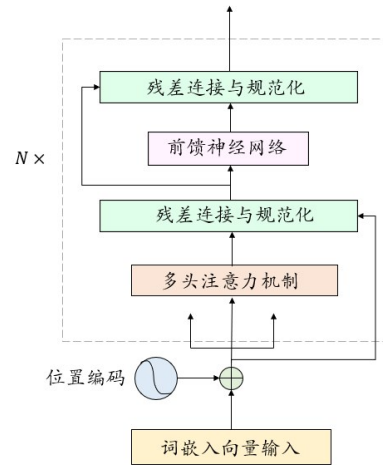 残差连接与规范化
前馈神经网络
N ×
残差连接与规范化
多头注意力机制
位置编码
词嵌入向量输入